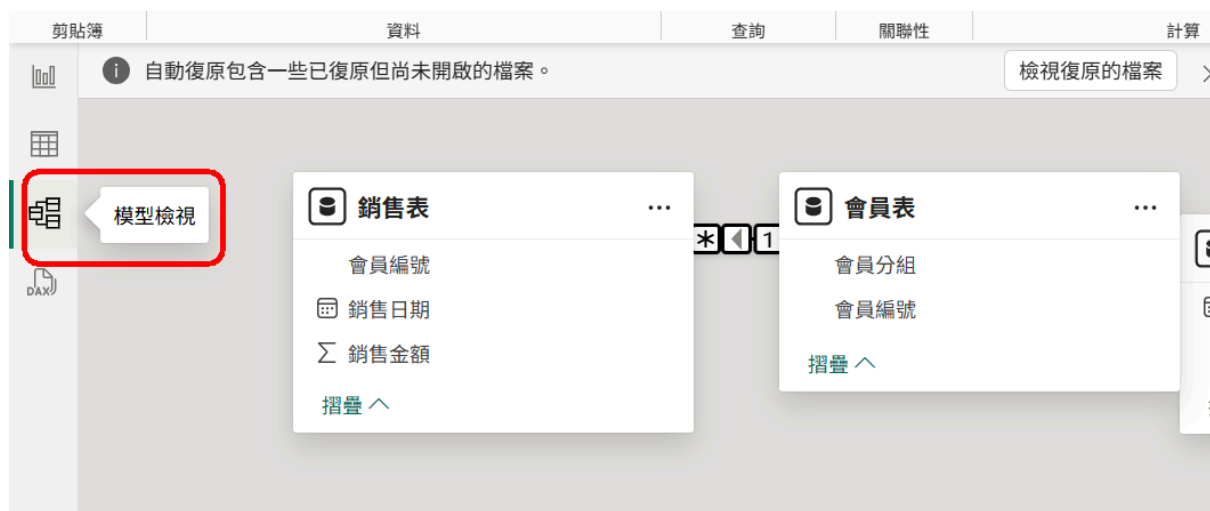 剪貼簿 資料 查詢 關聯性 計算
自動復原包含一些已復原但尚未開啟的檔案。 檢視復原的檔案
模型檢視
銷售表
會員編號
銷售日期
銷售金額
摺疊
* 1
會員表
會員分組
會員編號
摺疊
DAX